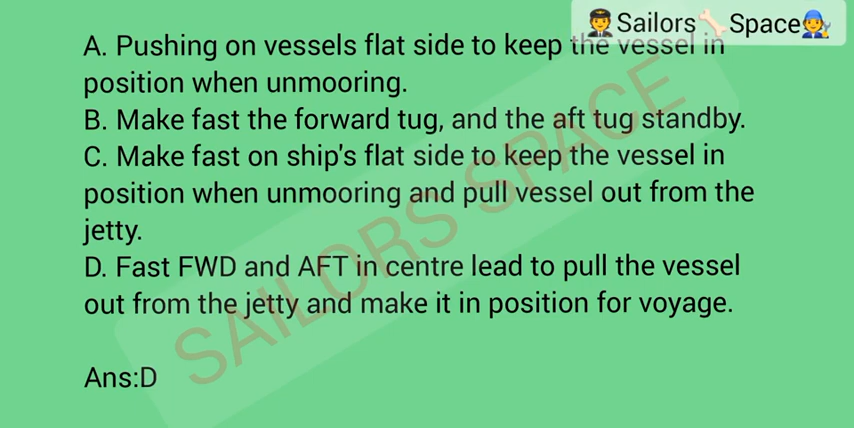 Sailors Space
A. Pushing on vessels flat side to keep the vessel in
position when unmooring.
B. Make fast the forward tug, and the aft tug standby.
C. Make fast on ship's flat side to keep the vessel in
position when unmooring and pull vessel out from the
jetty.
D. Fast FWD and AFT in centre lead to pull the vessel
out from the jetty and make it in position for voyage.
SAILORS SPACE
Ans:D